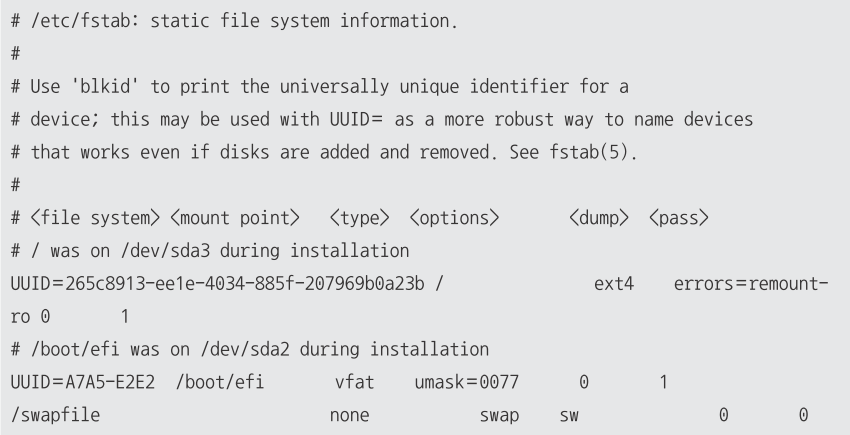 # /etc/fstab: static file system information.
#
# Use 'blkid' to print the universally unique identifier for a
# device; this may be used with UUID= as a more robust way to name devices
# that works even if disks are added and removed. See fstab(5).
#
# <file system> <mount point>   <type>  <options>       <dump>  <pass>
# / was on /dev/sda3 during installation
UUID=265c8913-ee1e-4034-885f-207969b0a23b /               ext4    errors=remount-
ro 0       1
# /boot/efi was on /dev/sda2 during installation
UUID=A7A5-E2E2  /boot/efi       vfat    umask=0077      0       1
/swapfile                       none            swap    sw              0       0